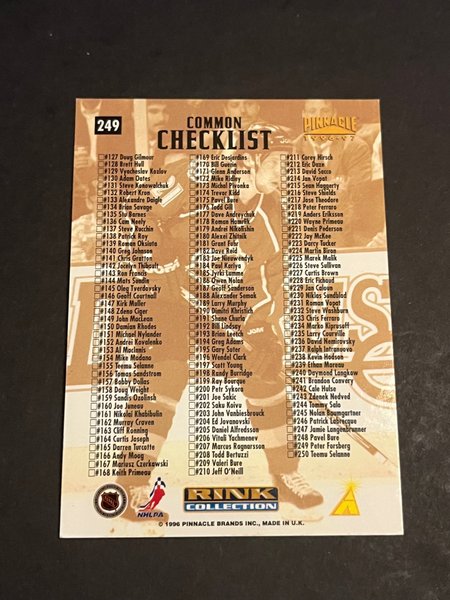 249
COMMON
CHECKLIST
PINNACLE
1996-97
#127 Doug Gilmour
#128 Brett Hull
#129 Vyacheslav Kozlov
#130 Adam Oates
#131 Steve Konowalchuk
#132 Robert Kron
#133 Alexandre Daigle
#134 Brian Savage
#135 Stu Barnes
#136 Cam Neely
#137 Steve Rucchin
#138 Patrick Roy
#139 Roman Oksiuta
#140 Greg Johnson
#141 Chris Gratton
#142 Jocelyn Thibault
#143 Ron Francis
#144 Mats Sundin
#145 Oleg Tverdovsky
#146 Geoff Courtnall
#147 Kirk Muller
#148 Zdeno Ciger
#149 John MacLean
#150 Damian Rhodes
#151 Mikael Nylander
#152 Andrei Kovalenko
#153 Al MacInnis
#154 Mike Modano
#155 Teemu Selanne
#156 Tomas Sandstrom
#157 Bobby Dollas
#158 Doug Weight
#159 Sandis Ozolinsh
#160 Joe Juneau
#161 Nikolai Khabibulin
#162 Murray Craven
#163 Cliff Ronning
#164 Curtis Joseph
#165 Darren Turcotte
#166 Andy Moog
#167 Mariusz Czerkawski
#168 Keith Primeau
#169 Eric Desjardins
#170 Bill Guerin
#171 Glenn Anderson
#172 Mike Ridley
#173 Michal Pivonka
#174 Trevor Kidd
#175 Pavel Bure
#176 Todd Gill
#177 Dave Andreychuk
#178 Roman Hamrlik
#179 Andrei Nikolishin
#180 Alexei Zhitnik
#181 Grant Fuhr
#182 Dave Reid
#183 Joe Nieuwendyk
#184 Paul Kariya
#185 Jyrki Lumme
#186 Owen Nolan
#187 Geoff Sanderson
#188 Alexander Semak
#189 Larry Murphy
#190 Dimitri Khristich
#191 Shane Churla
#192 Bill Lindsay
#193 Brian Leetch
#194 Greg Adams
#195 Gary Suter
#196 Wendel Clark
#197 Scott Young
#198 Randy Burridge
#199 Ray Bourque
#200 Petr Sykora
#201 Joe Sakic
#202 Saku Koivu
#203 John Vanbiesbrouck
#204 Ed Jovanovski
#205 Daniel Alfredsson
#206 Vitali Yachmenev
#207 Marcus Ragnarsson
#208 Todd Bertuzzi
#209 Valeri Bure
#210 Jeff O'Neill
#211 Corey Hirsch
#212 Eric Daze
#213 David Sacco
#214 Jan Vopat
#215 Sean Haggerty
#216 Steve Shields
#217 Jose Theodore
#218 Peter Ferraro
#219 Anders Eriksson
#220 Wayne Primeau
#221 Denis Pederson
#222 Jay McKee
#223 Darcy Tucker
#224 Martin Biron
#225 Marek Malik
#226 Steve Sullivan
#227 Curtis Brown
#228 Eric Fichaud
#229 Jan Caloun
#230 Niklas Sundblad
#231 Roman Vopat
#232 Steve Washburn
#233 Chris Ferraro
#234 Marko Kiprusoff
#235 Larry Courville
#236 David Nemirovsky
#237 Ralph Intranuovo
#238 Kevin Hodson
#239 Ethan Moreau
#240 Daymond Langkow
#241 Brandon Convery
#242 Cale Hulse
#243 Zdenek Nedved
#244 Tommy Salo
#245 Nolan Baumgartner
#246 Patrick Labrecque
#247 Jamie Langenbrunner
#248 Pavel Bure
#249 Peter Forsberg
#250 Teemu Selanne
NHL
NHLPA
RINK
COLLECTION
© 1996 PINNACLE BRANDS INC., MADE IN U.K.